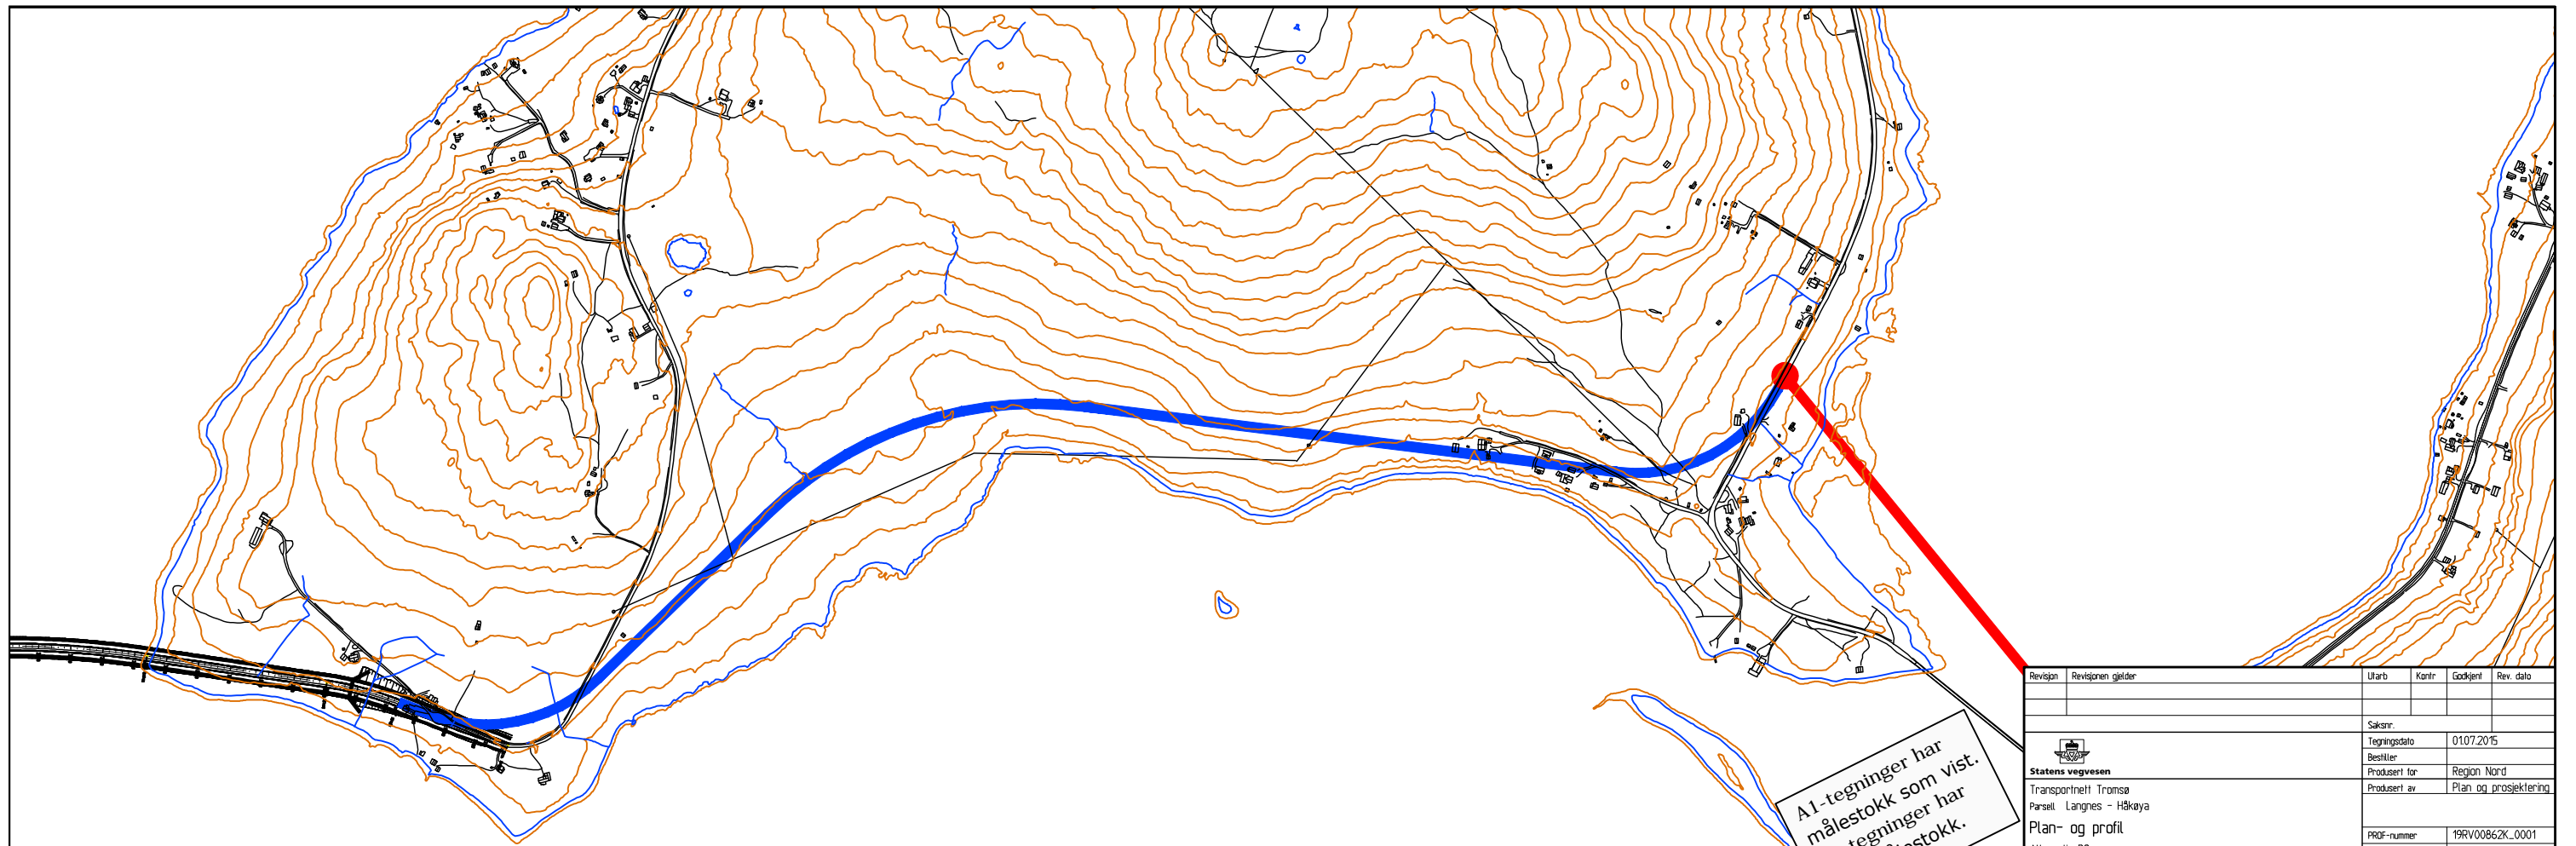 A1-tegninger har
målestokk som vist.
tegninger har
Revisjon Revisjonen gjelder Utarb Kontr Godkjent Rev. dato
Saksnr.
Tegningsdato 01.07.2015
Bestiller
Statens vegvesen
Produsert for Region Nord
Transportnett Tromsø
Produsert av Plan og prosjektering
Parsell Langnes - Håkøya
Plan- og profil
PROF-nummer 19RV00862K_0001